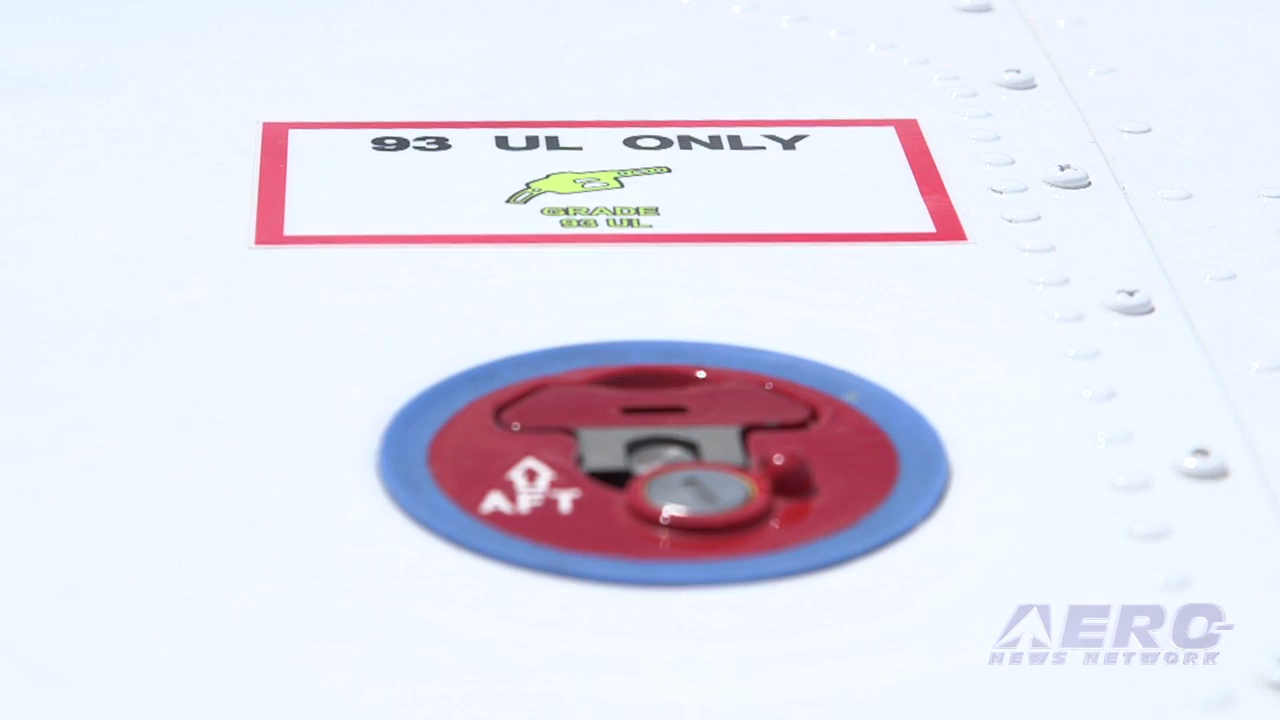 93 UL ONLY
GRADE
93 UL
AFT
AERO
NEWS NETWORK